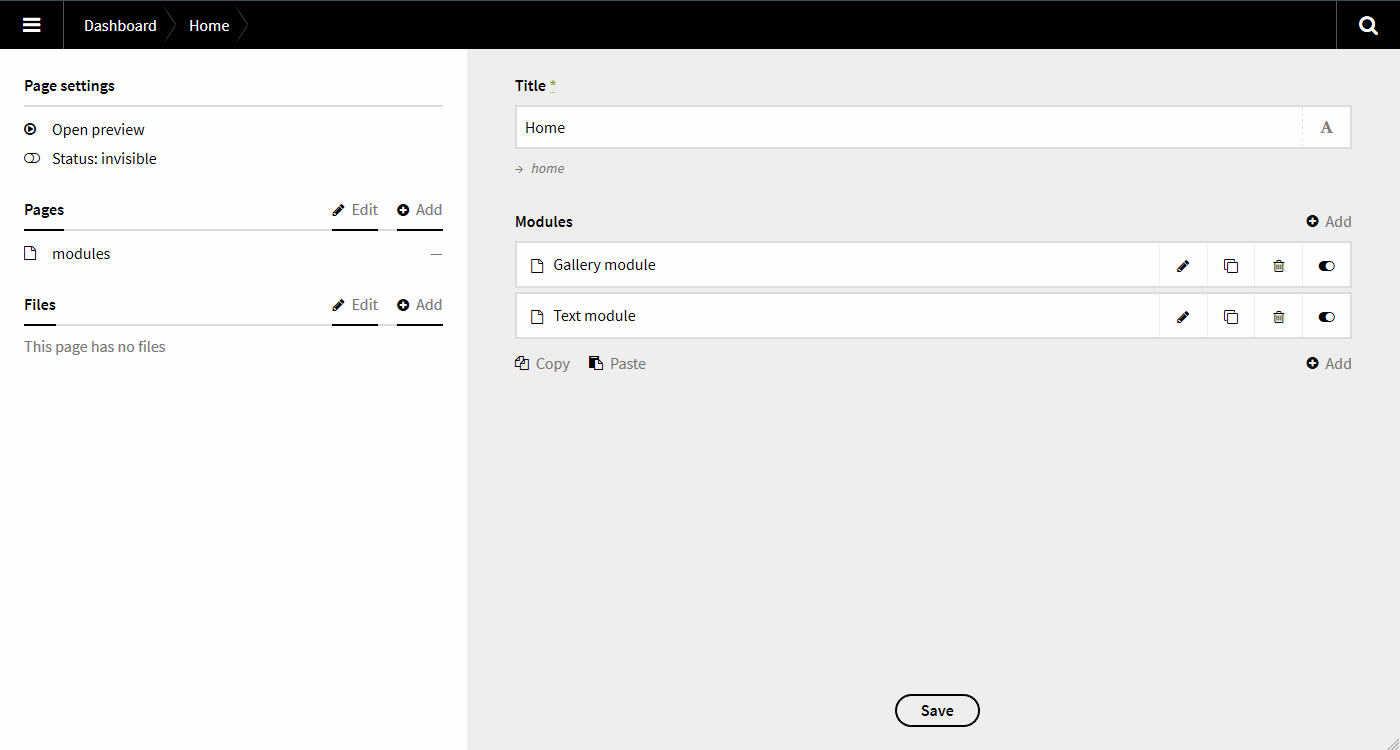 Dashboard Home
Page settings
Open preview
Status: invisible
Pages Edit Add
modules —
Files Edit Add
This page has no files
Title *
Home A
→ home
Modules Add
Gallery module
Text module
Copy Paste Add
Save